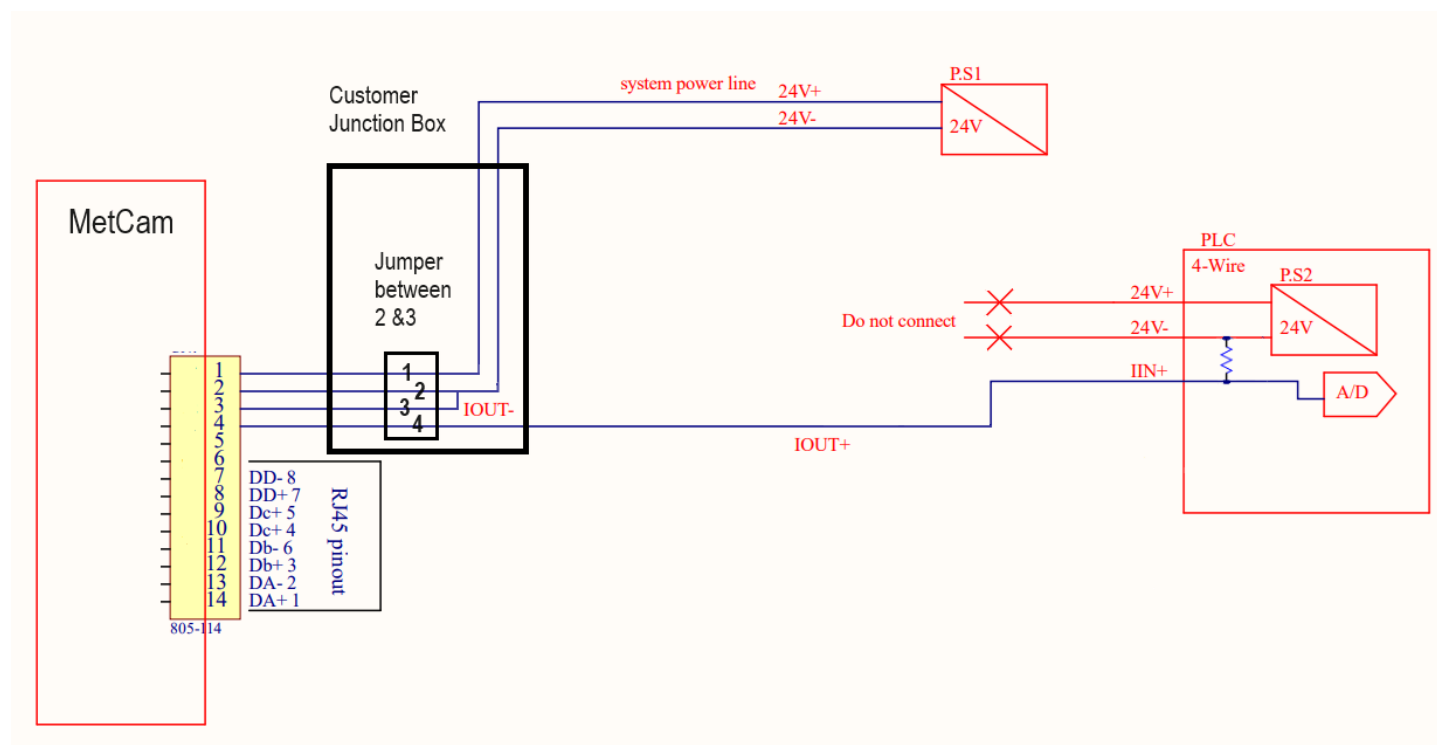 P.S1
system power line
24V+
24V-
24V
Customer
Junction Box
MetCam
PLC
4-Wire
P.S2
Jumper
between
2 &3
24V+
Do not connect
24V-
24V
IIN+
A/D
1
2
3
4
5
6
7
8
9
10
11
12
13
14
1
2
3
4
IOUT-
IOUT+
DD- 8
DD+ 7
Dc+ 5
Dc+ 4
Db- 6
Db+ 3
DA- 2
DA+ 1
RJ45 pinout
805-114